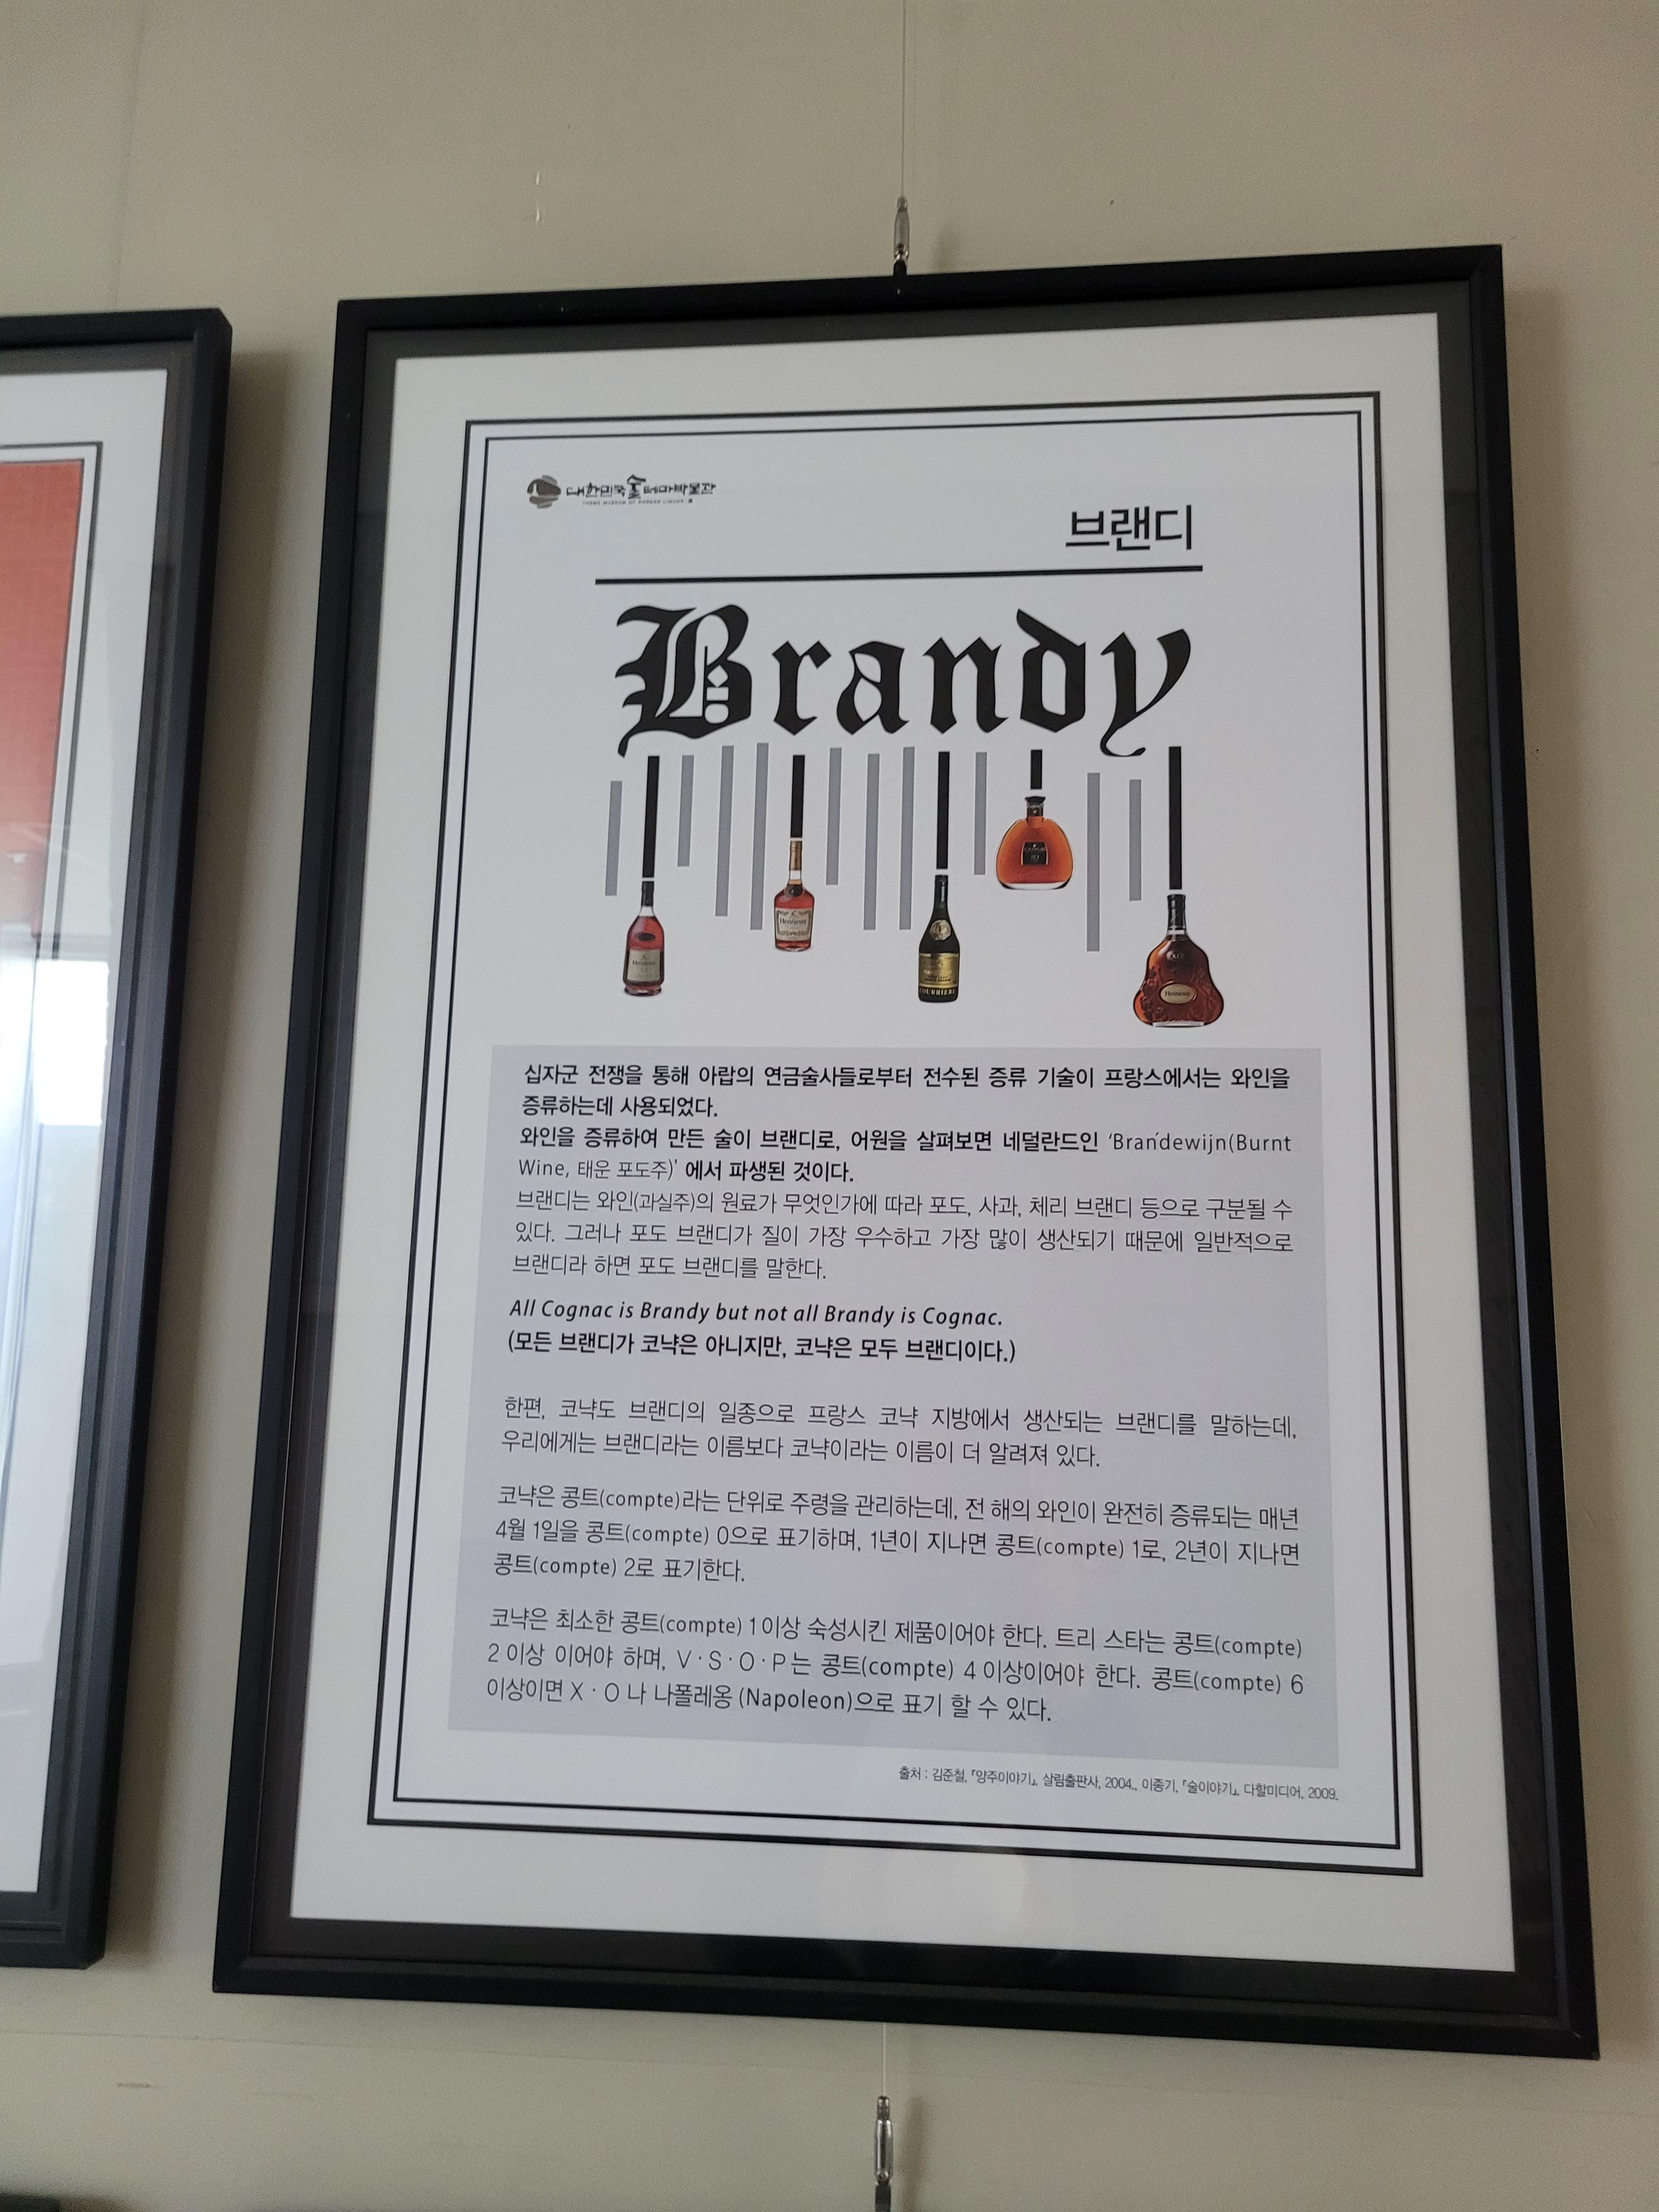 대한민국술테마박물관
THEME MUSEUM OF KOREAN LIQUOR
브랜디
Brandy
Hennessy
Hennessy
COURRIERE
Hennessy
십자군 전쟁을 통해 아랍의 연금술사들로부터 전수된 증류 기술이 프랑스에서는 와인을
증류하는데 사용되었다.
와인을 증류하여 만든 술이 브랜디로, 어원을 살펴보면 네덜란드인 ‘Bran´dewijn(Burnt
Wine, 태운 포도주)’ 에서 파생된 것이다.
브랜디는 와인(과실주)의 원료가 무엇인가에 따라 포도, 사과, 체리 브랜디 등으로 구분될 수
있다. 그러나 포도 브랜디가 질이 가장 우수하고 가장 많이 생산되기 때문에 일반적으로
브랜디라 하면 포도 브랜디를 말한다.
All Cognac is Brandy but not all Brandy is Cognac.
(모든 브랜디가 코냑은 아니지만, 코냑은 모두 브랜디이다.)
한편, 코냑도 브랜디의 일종으로 프랑스 코냑 지방에서 생산되는 브랜디를 말하는데,
우리에게는 브랜디라는 이름보다 코냑이라는 이름이 더 알려져 있다.
코냑은 콩트(compte)라는 단위로 주령을 관리하는데, 전 해의 와인이 완전히 증류되는 매년
4월 1일을 콩트(compte) 0으로 표기하며, 1년이 지나면 콩트(compte) 1로, 2년이 지나면
콩트(compte) 2로 표기한다.
코냑은 최소한 콩트(compte) 1 이상 숙성시킨 제품이어야 한다. 트리 스타는 콩트(compte)
2 이상 이어야 하며, V·S·O·P 는 콩트(compte) 4 이상이어야 한다. 콩트(compte) 6
이상이면 X·O 나 나폴레옹 (Napoleon)으로 표기 할 수 있다.
출처 : 김준철, 『양주이야기』, 살림출판사, 2004., 이종기, 『술이야기』, 다할미디어, 2009.